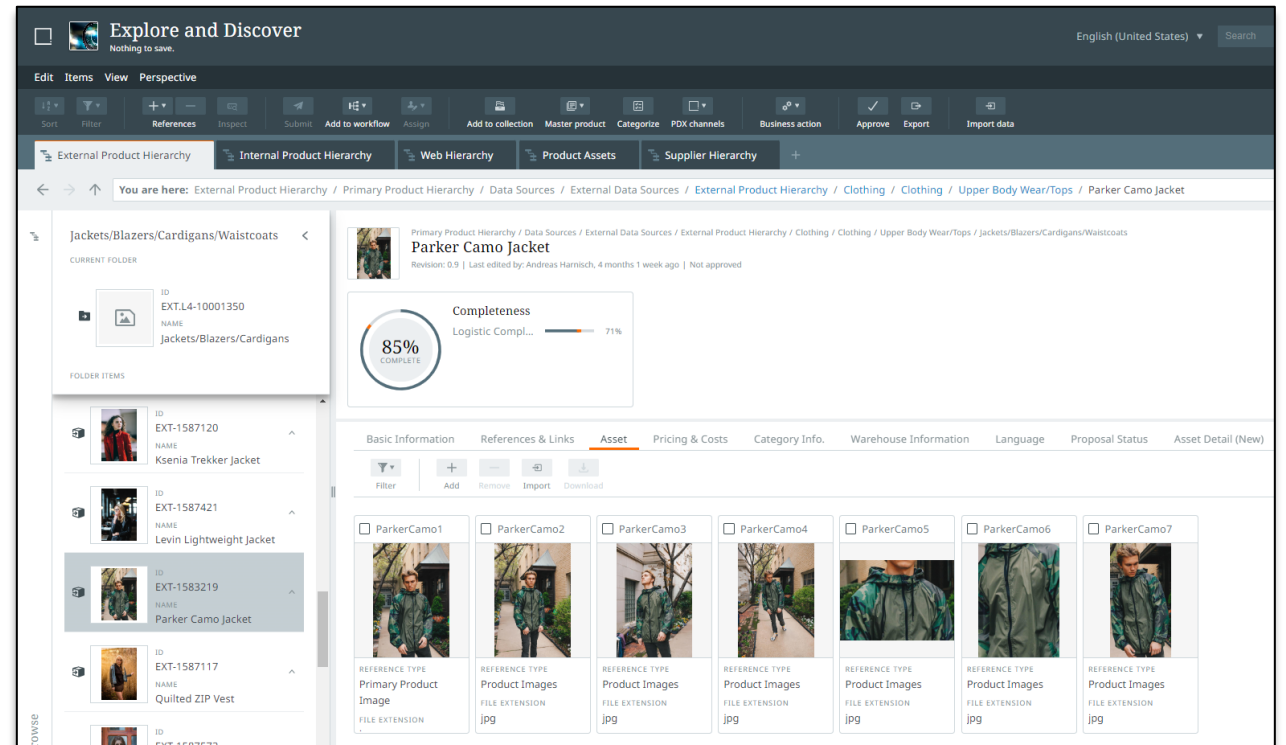 Explore and Discover
Nothing to save.
English (United States) ▼
Search
Edit Items View Perspective
Sort Filter References Inspect Submit Add to workflow Assign Add to collection Master product Categorize PDX channels Business action Approve Export Import data
External Product Hierarchy Internal Product Hierarchy Web Hierarchy Product Assets Supplier Hierarchy +
You are here: External Product Hierarchy / Primary Product Hierarchy / Data Sources / External Data Sources / External Product Hierarchy / Clothing / Clothing / Upper Body Wear/Tops / Parker Camo Jacket
Jackets/Blazers/Cardigans/Waistcoats
CURRENT FOLDER
ID
EXT.L4-10001350
NAME
Jackets/Blazers/Cardigans
FOLDER ITEMS
ID
EXT-1587120
NAME
Ksenia Trekker Jacket
ID
EXT-1587421
NAME
Levin Lightweight Jacket
ID
EXT-1583219
NAME
Parker Camo Jacket
ID
EXT-1587117
NAME
Quilted ZIP Vest
ID
Primary Product Hierarchy / Data Sources / External Data Sources / External Product Hierarchy / Clothing / Clothing / Upper Body Wear/Tops / Jackets/Blazers/Cardigans/Waistcoats
Parker Camo Jacket
Revision: 0.9 | Last edited by: Andreas Harnisch, 4 months 1 week ago | Not approved
85%
COMPLETE
Completeness
Logistic Compl... 71%
Basic Information References & Links Asset Pricing & Costs Category Info. Warehouse Information Language Proposal Status Asset Detail (New)
Filter Add Remove Import Download
ParkerCamo1 ParkerCamo2 ParkerCamo3 ParkerCamo4 ParkerCamo5 ParkerCamo6 ParkerCamo7
REFERENCE TYPE REFERENCE TYPE REFERENCE TYPE REFERENCE TYPE REFERENCE TYPE REFERENCE TYPE REFERENCE TYPE
Primary Product Image Product Images Product Images Product Images Product Images Product Images Product Images
FILE EXTENSION FILE EXTENSION FILE EXTENSION FILE EXTENSION FILE EXTENSION FILE EXTENSION FILE EXTENSION
jpg jpg jpg jpg jpg jpg